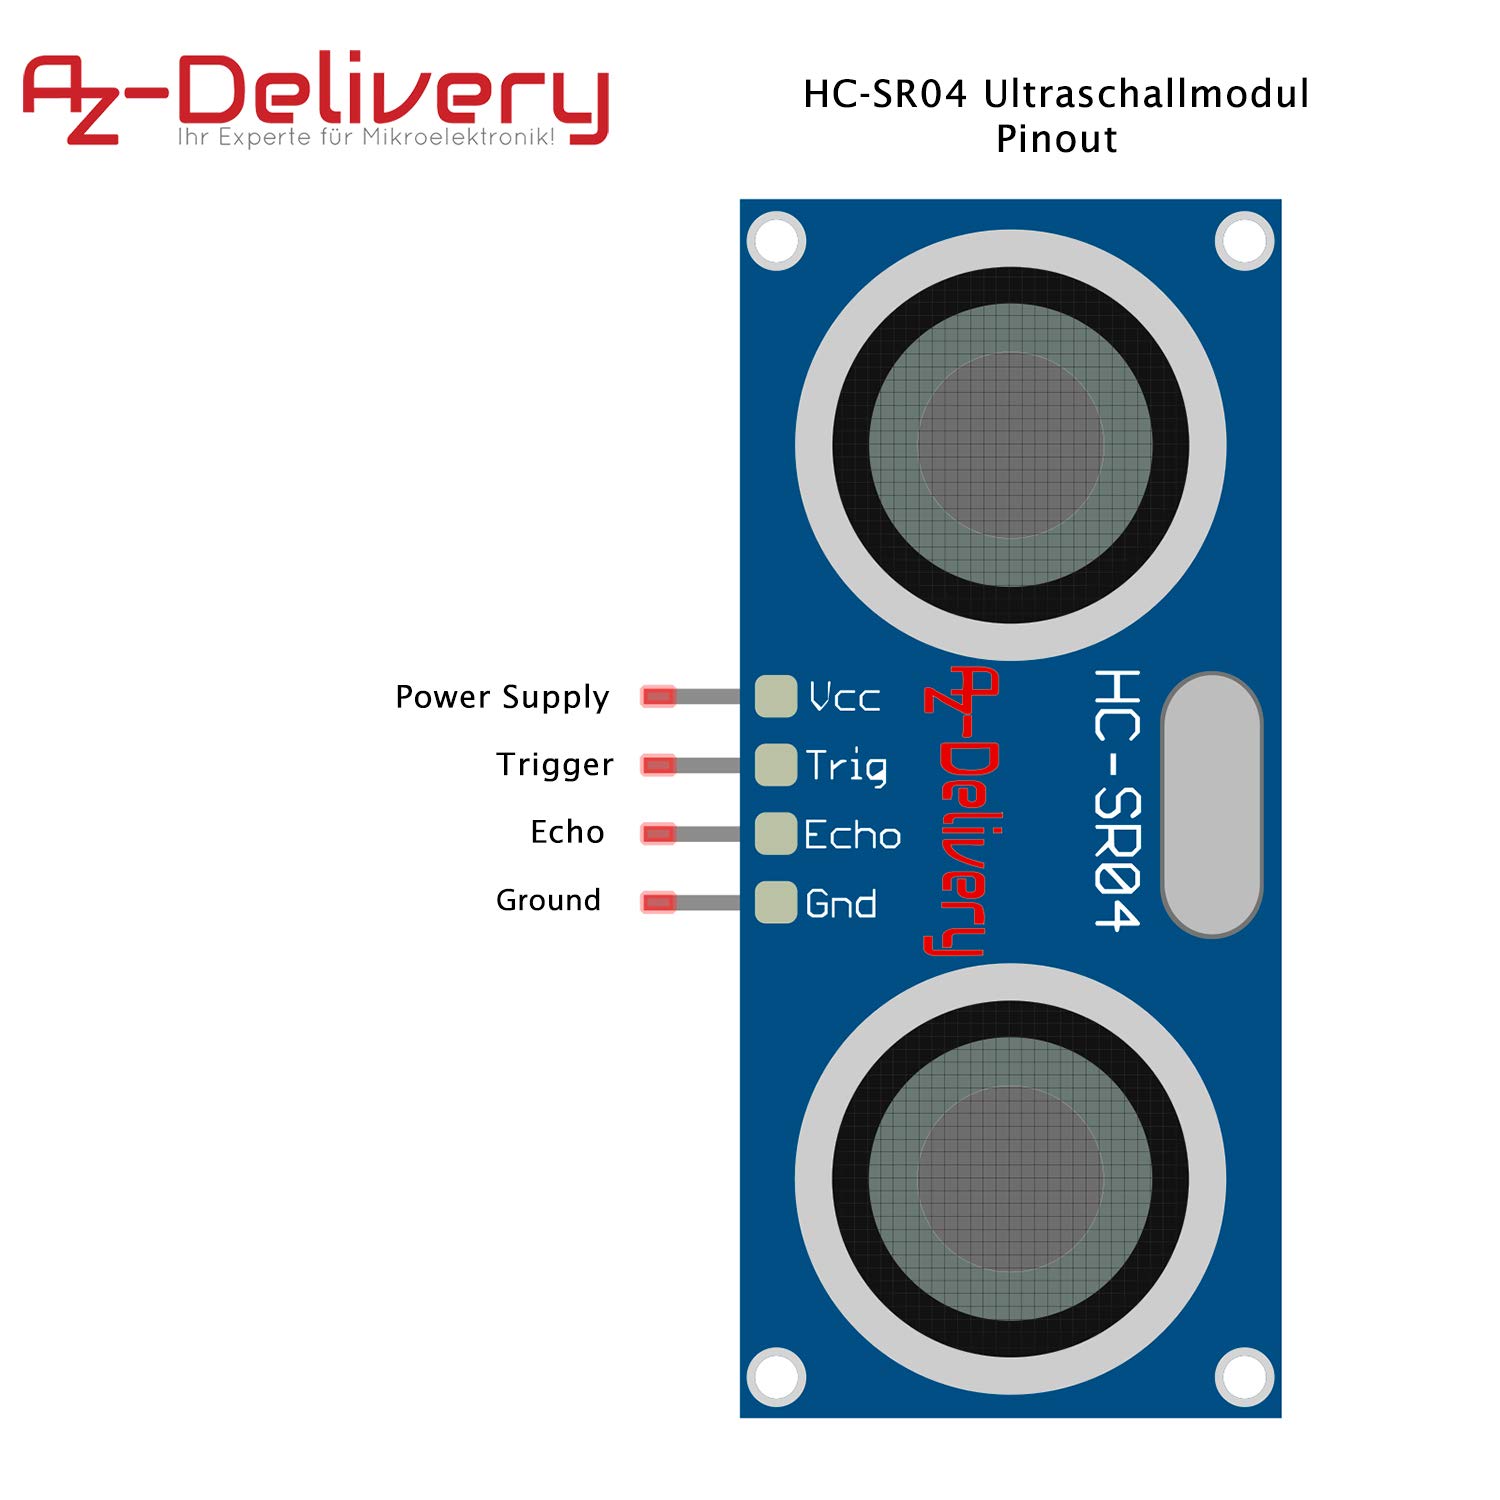 Az-Delivery
Ihr Experte für Mikroelektronik!
HC-SR04 Ultraschallmodul
Pinout
Power Supply
Vcc
Trigger
Trig
Echo
Echo
Ground
Gnd
Az-Delivery
HC-SR04